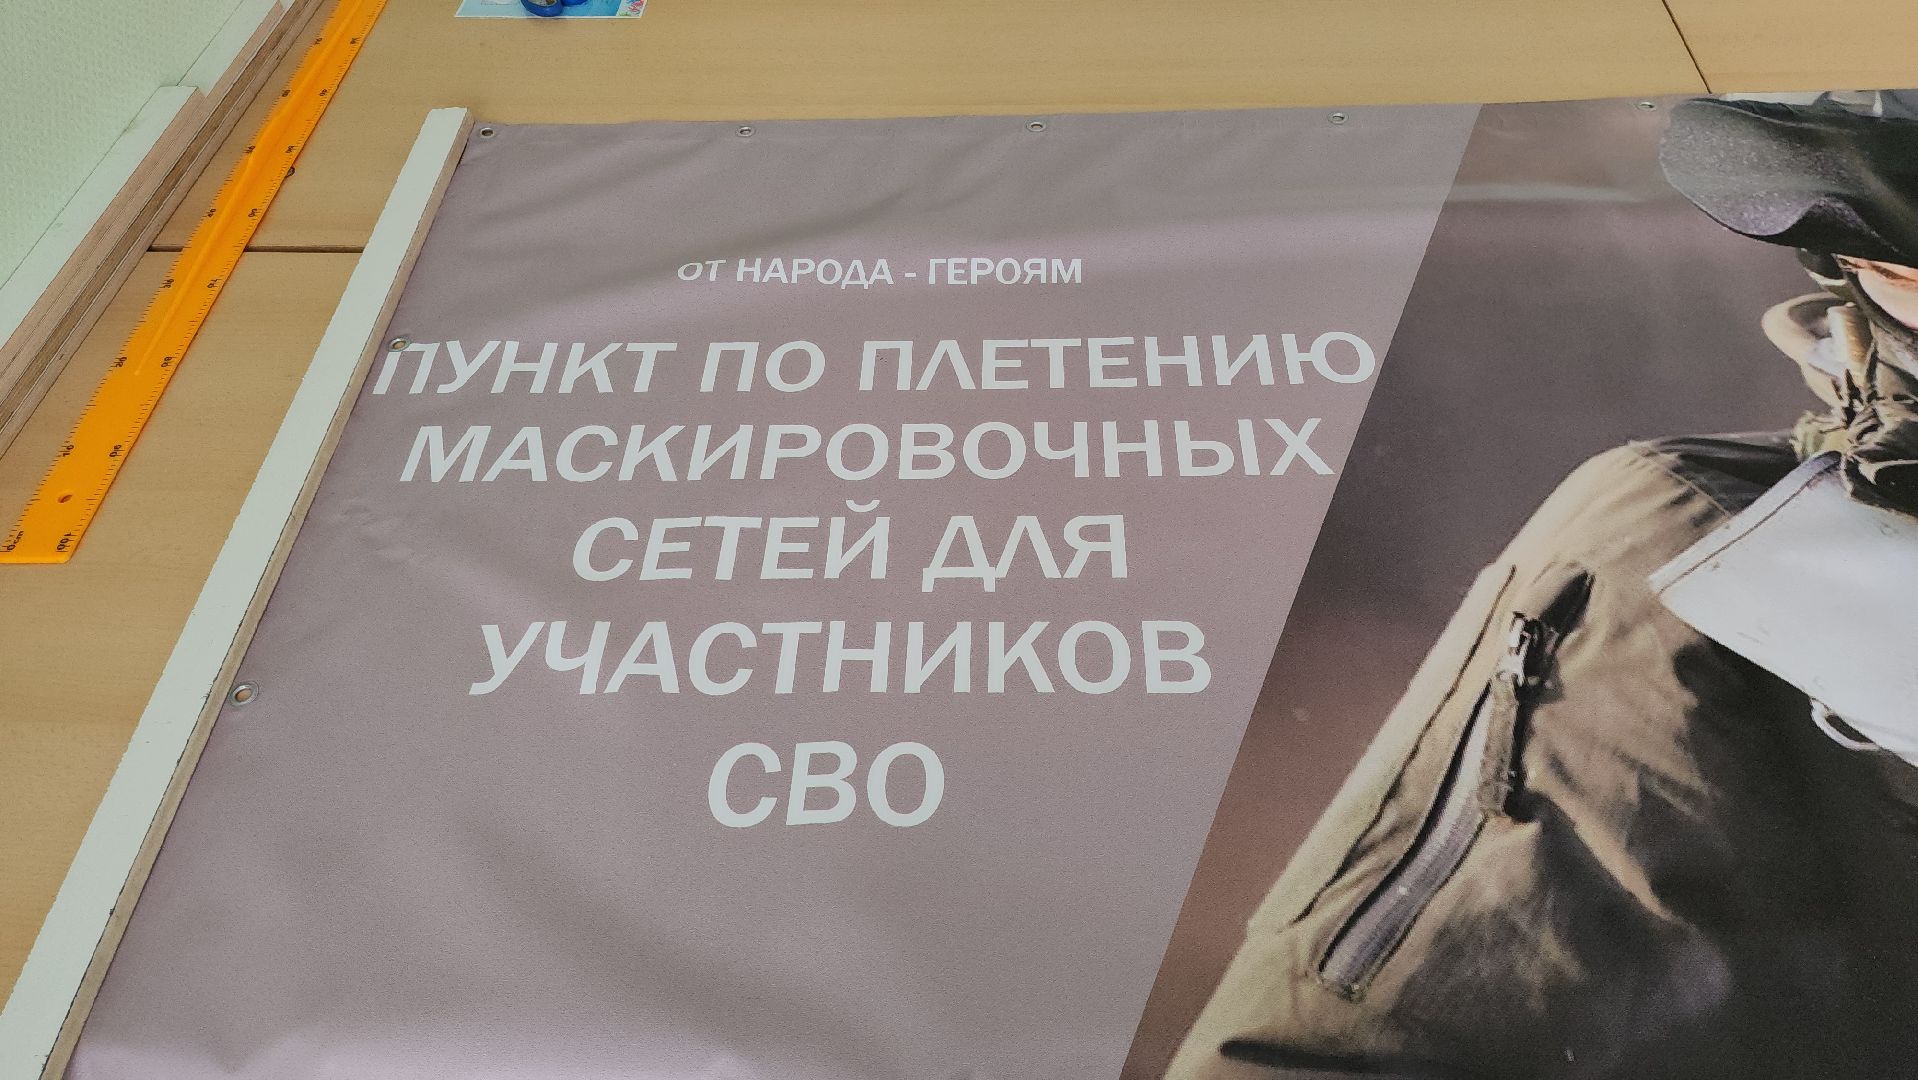 ОТ НАРОДА - ГЕРОЯМ
ПУНКТ ПО ПЛЕТЕНИЮ
МАСКИРОВОЧНЫХ
СЕТЕЙ ДЛЯ
УЧАСТНИКОВ
СВО